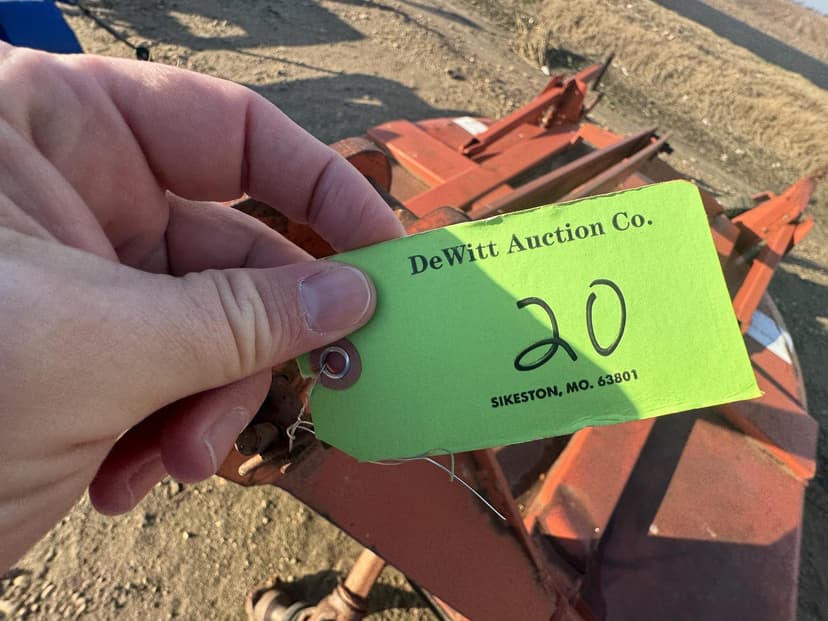 DeWitt Auction Co.
20
SIKESTON, MO. 63801